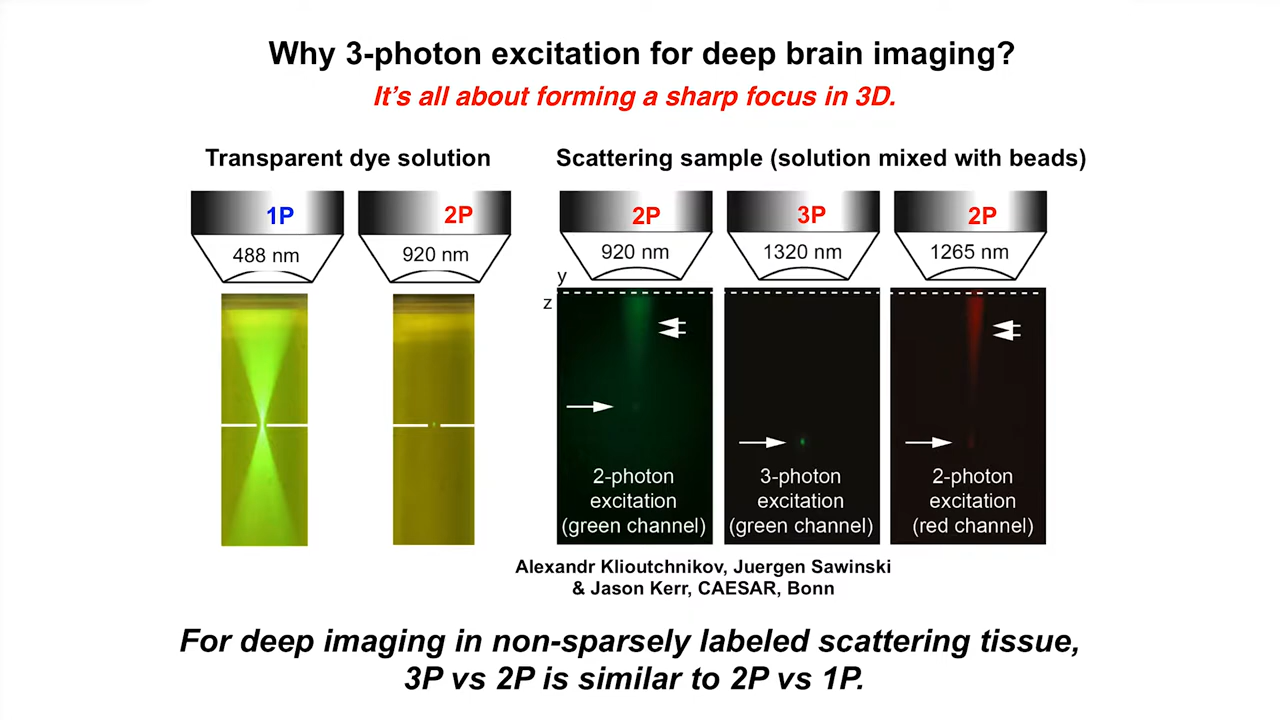 Why 3-photon excitation for deep brain imaging?
It's all about forming a sharp focus in 3D.
Transparent dye solution
Scattering sample (solution mixed with beads)
1P
2P
2P
3P
2P
488 nm
920 nm
920 nm
1320 nm
1265 nm
y
z
2-photon
excitation
(green channel)
3-photon
excitation
(green channel)
2-photon
excitation
(red channel)
Alexandr Klioutchnikov, Juergen Sawinski
& Jason Kerr, CAESAR, Bonn
For deep imaging in non-sparsely labeled scattering tissue,
3P vs 2P is similar to 2P vs 1P.